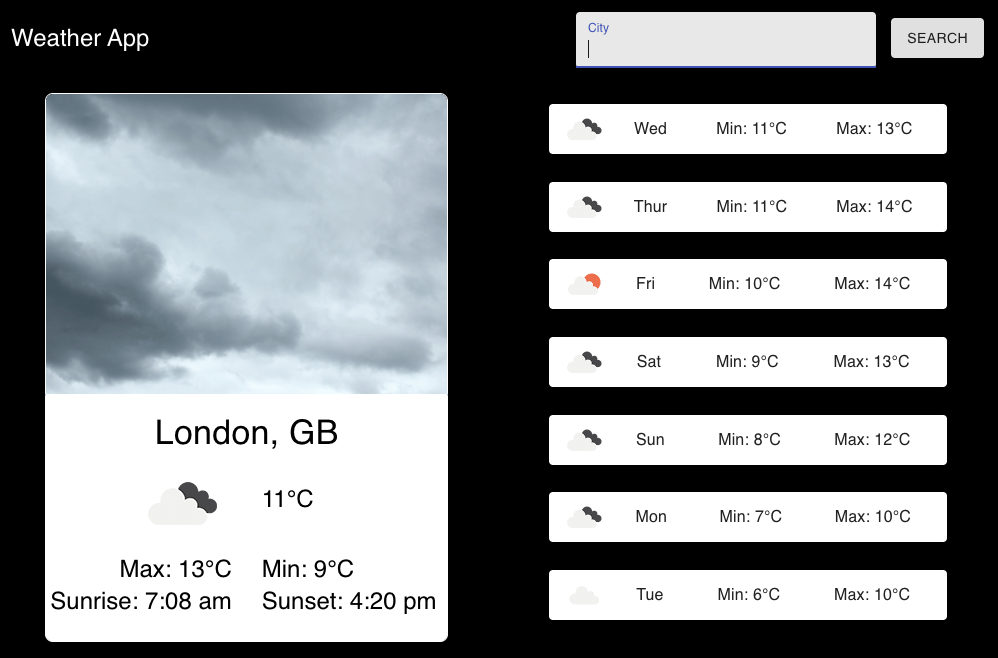 Weather App
City
SEARCH
London, GB
11°C
Max: 13°C Min: 9°C
Sunrise: 7:08 am Sunset: 4:20 pm
Wed Min: 11°C Max: 13°C
Thur Min: 11°C Max: 14°C
Fri Min: 10°C Max: 14°C
Sat Min: 9°C Max: 13°C
Sun Min: 8°C Max: 12°C
Mon Min: 7°C Max: 10°C
Tue Min: 6°C Max: 10°C